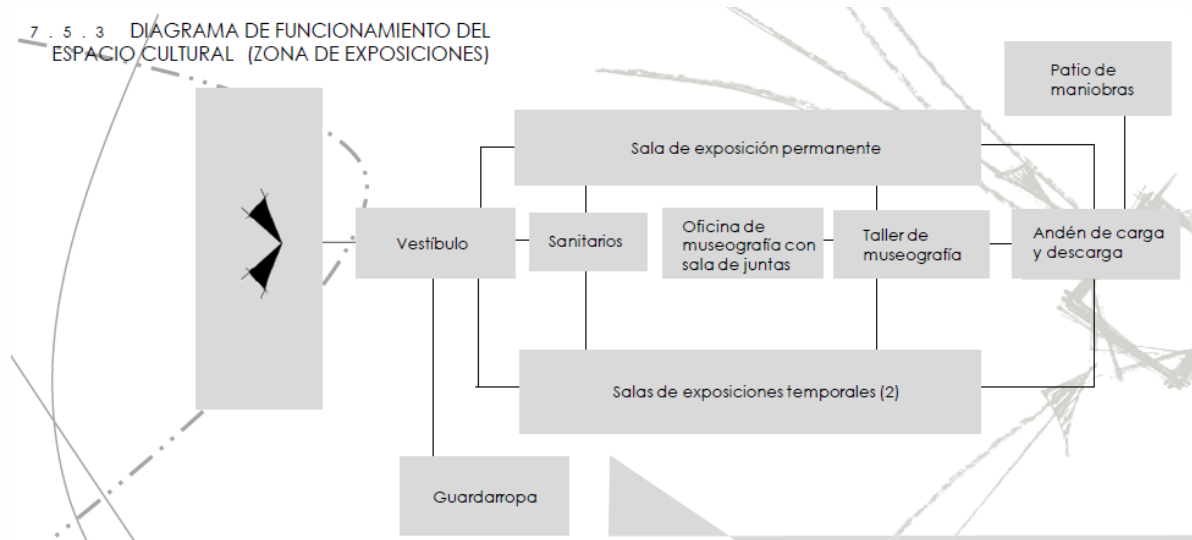 7 . 5 . 3 DIAGRAMA DE FUNCIONAMIENTO DEL
ESPACIO CULTURAL (ZONA DE EXPOSICIONES)
Patio de
maniobras
Sala de exposición permanente
Vestíbulo
Sanitarios
Oficina de
museografía con
sala de juntas
Taller de
museografía
Andén de carga
y descarga
Salas de exposiciones temporales (2)
Guardarropa